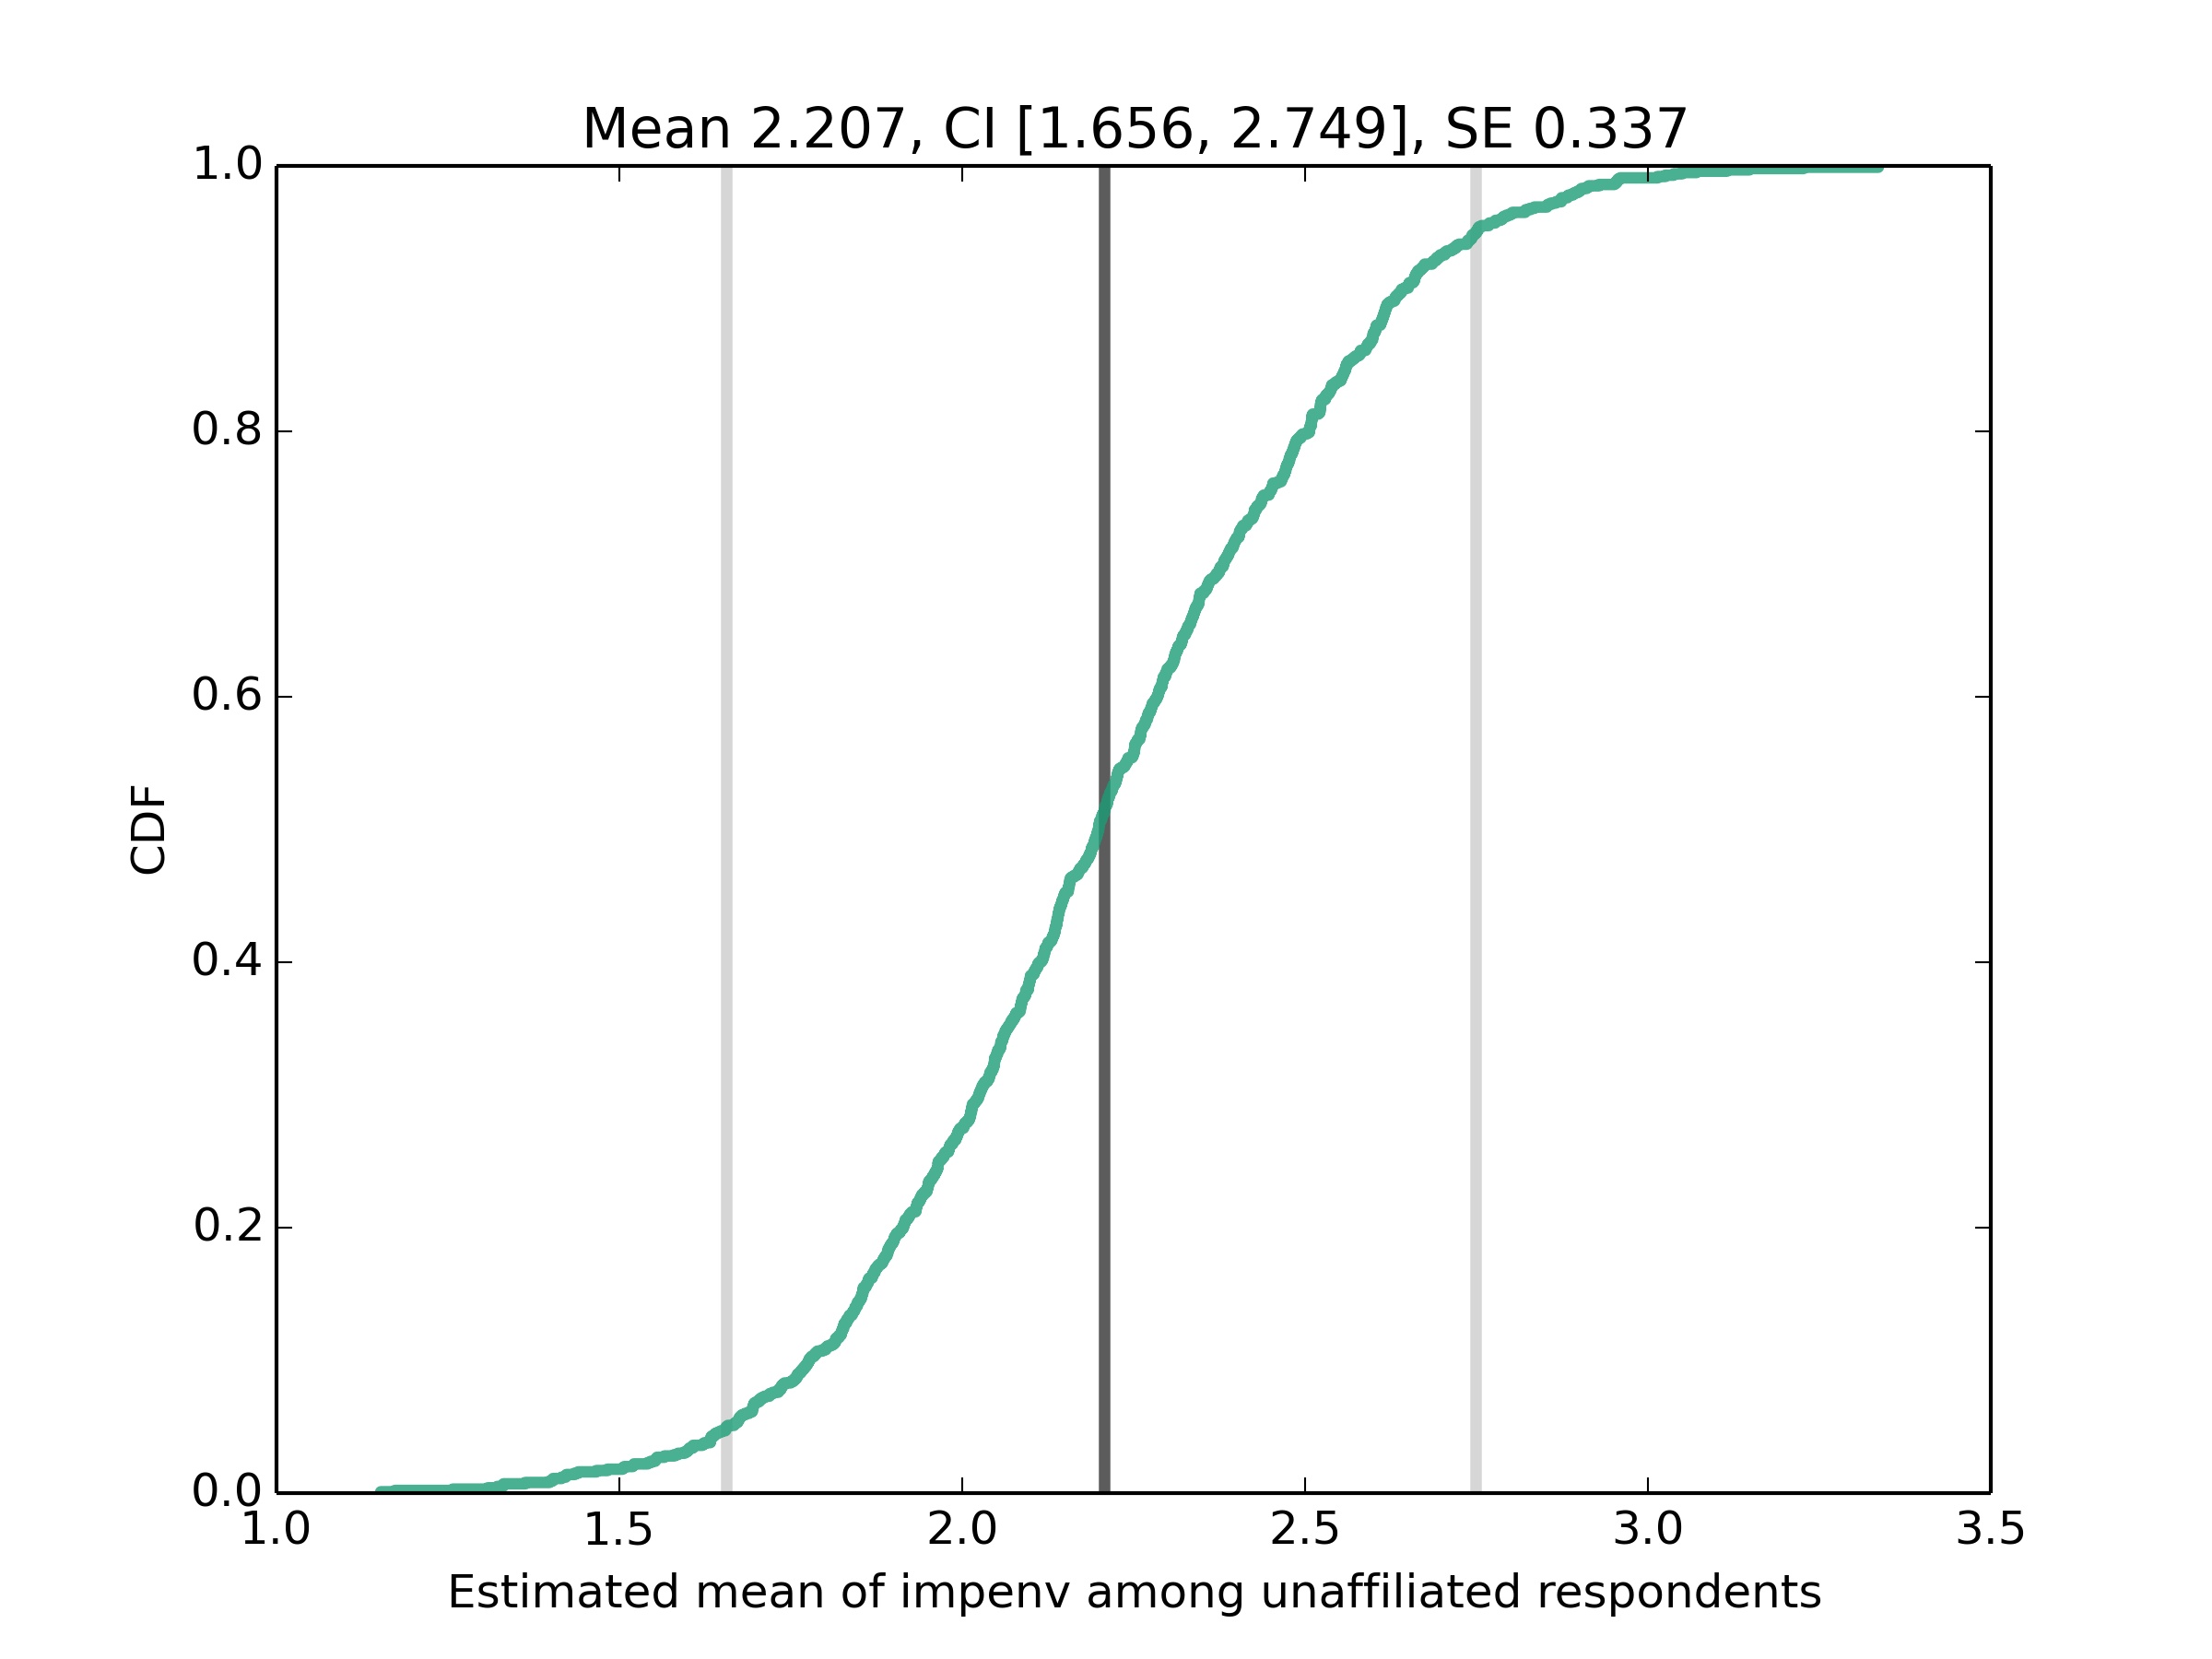 Mean 2.207, CI [1.656, 2.749], SE 0.337
1.0
0.8
0.6
0.4
0.2
0.0
CDF
1.0 1.5 2.0 2.5 3.0 3.5
Estimated mean of impenv among unaffiliated respondents